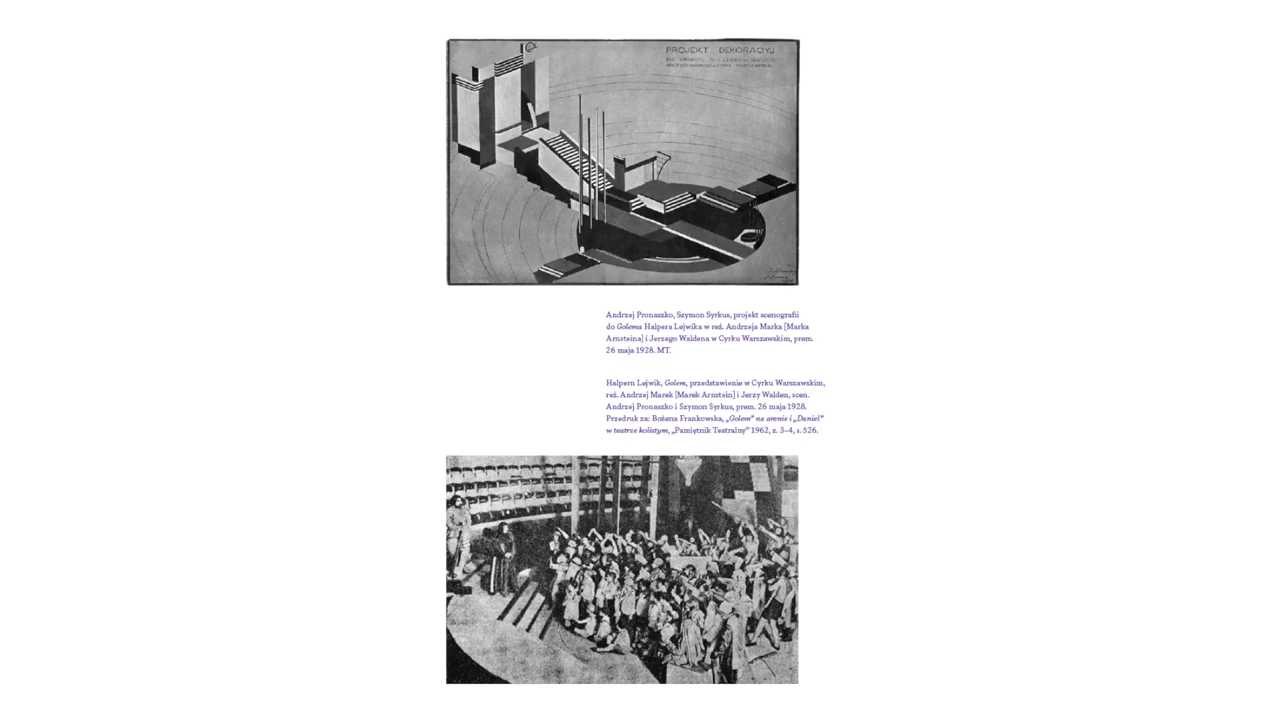 PROJEKT DEKORACYJ
Andrzej Pronaszko, Szymon Syrkus, projekt scenografii
do Golema Halpera Lejwika w reż. Andrzeja Marka [Marka
Arnsteina] i Jerzego Waldena w Cyrku Warszawskim, prem.
26 maja 1928. MT.
Halpern Lejwik, Golem, przedstawienie w Cyrku Warszawskim,
reż. Andrzej Marek [Marek Arnstein] i Jerzy Walden, scen.
Andrzej Pronaszko i Szymon Syrkus, prem. 26 maja 1928.
Przedruk za: Bożena Frankowska, „Golem” na arenie i „Daniel”
w teatrze kolistym, „Pamiętnik Teatralny” 1962, z. 3–4, s. 526.